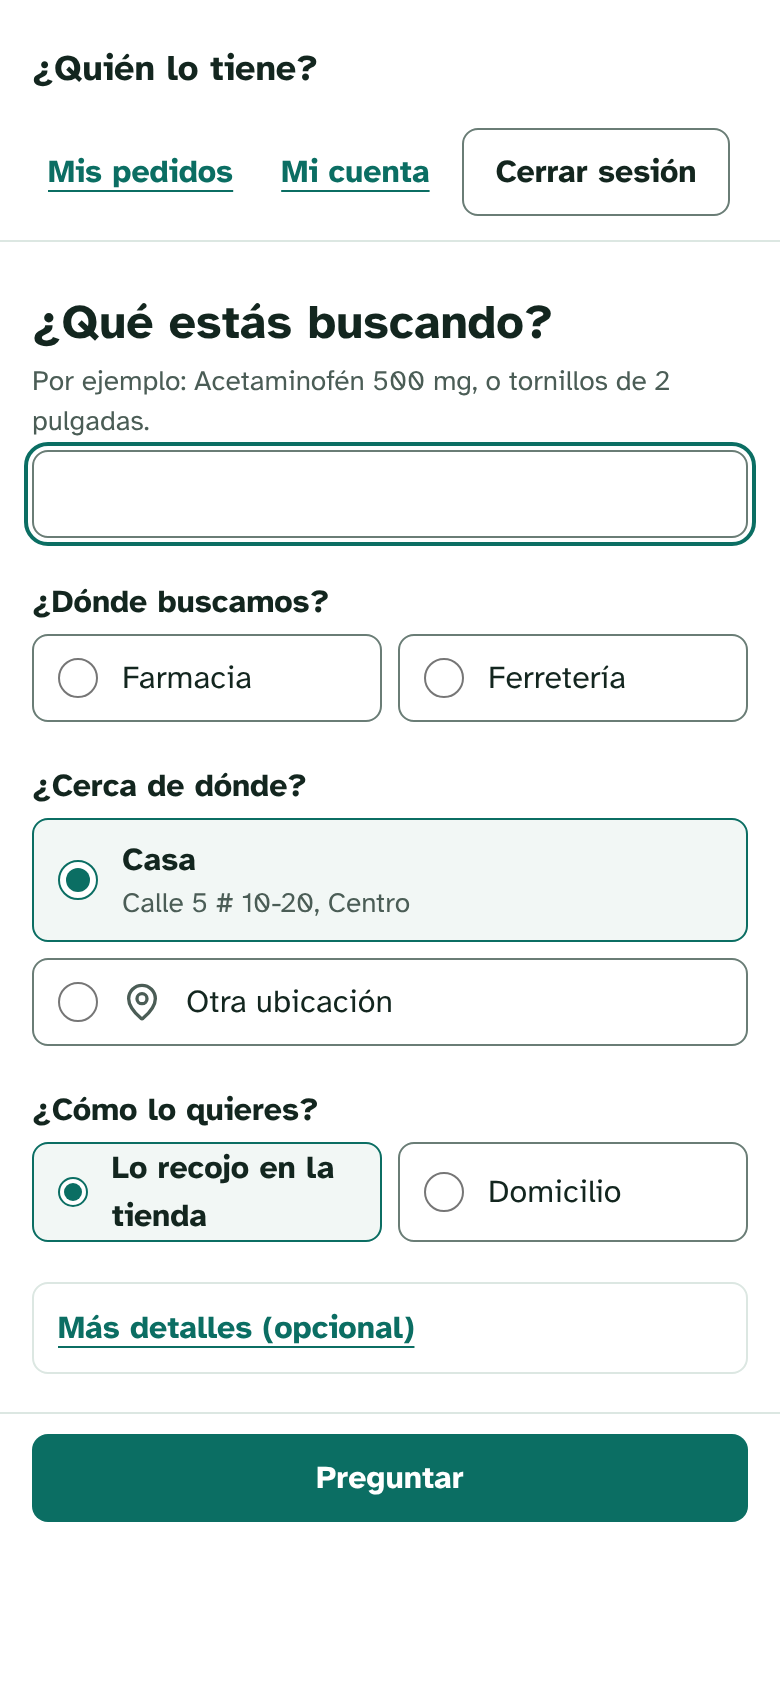 ¿Quién lo tiene?
Mis pedidos Mi cuenta Cerrar sesión
¿Qué estás buscando?
Por ejemplo: Acetaminofén 500 mg, o tornillos de 2
pulgadas.
¿Dónde buscamos?
Farmacia Ferretería
¿Cerca de dónde?
Casa
Calle 5 # 10-20, Centro
Otra ubicación
¿Cómo lo quieres?
Lo recojo en la
tienda
Domicilio
Más detalles (opcional)
Preguntar